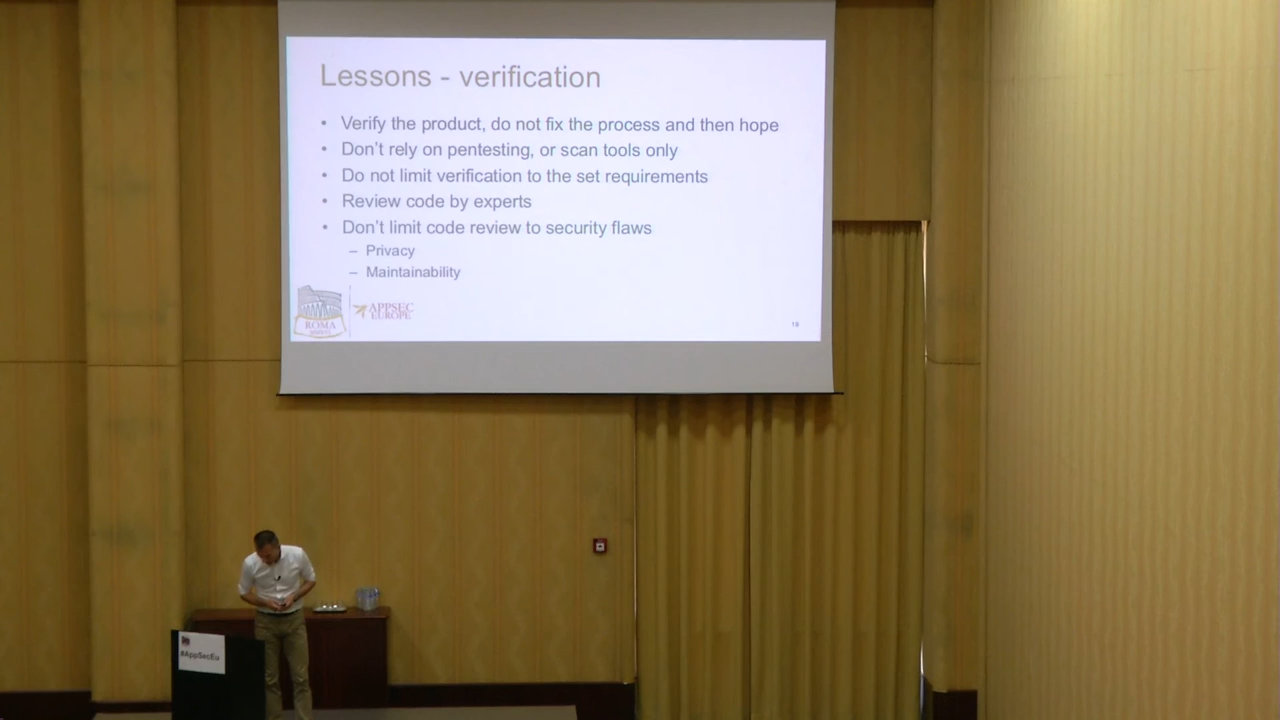 Lessons - verification
• Verify the product, do not fix the process and then hope
• Don't rely on pentesting, or scan tools only
• Do not limit verification to the set requirements
• Review code by experts
• Don't limit code review to security flaws
– Privacy
– Maintainability
ROMA
APPSEC
EUROPE
#AppSecEu